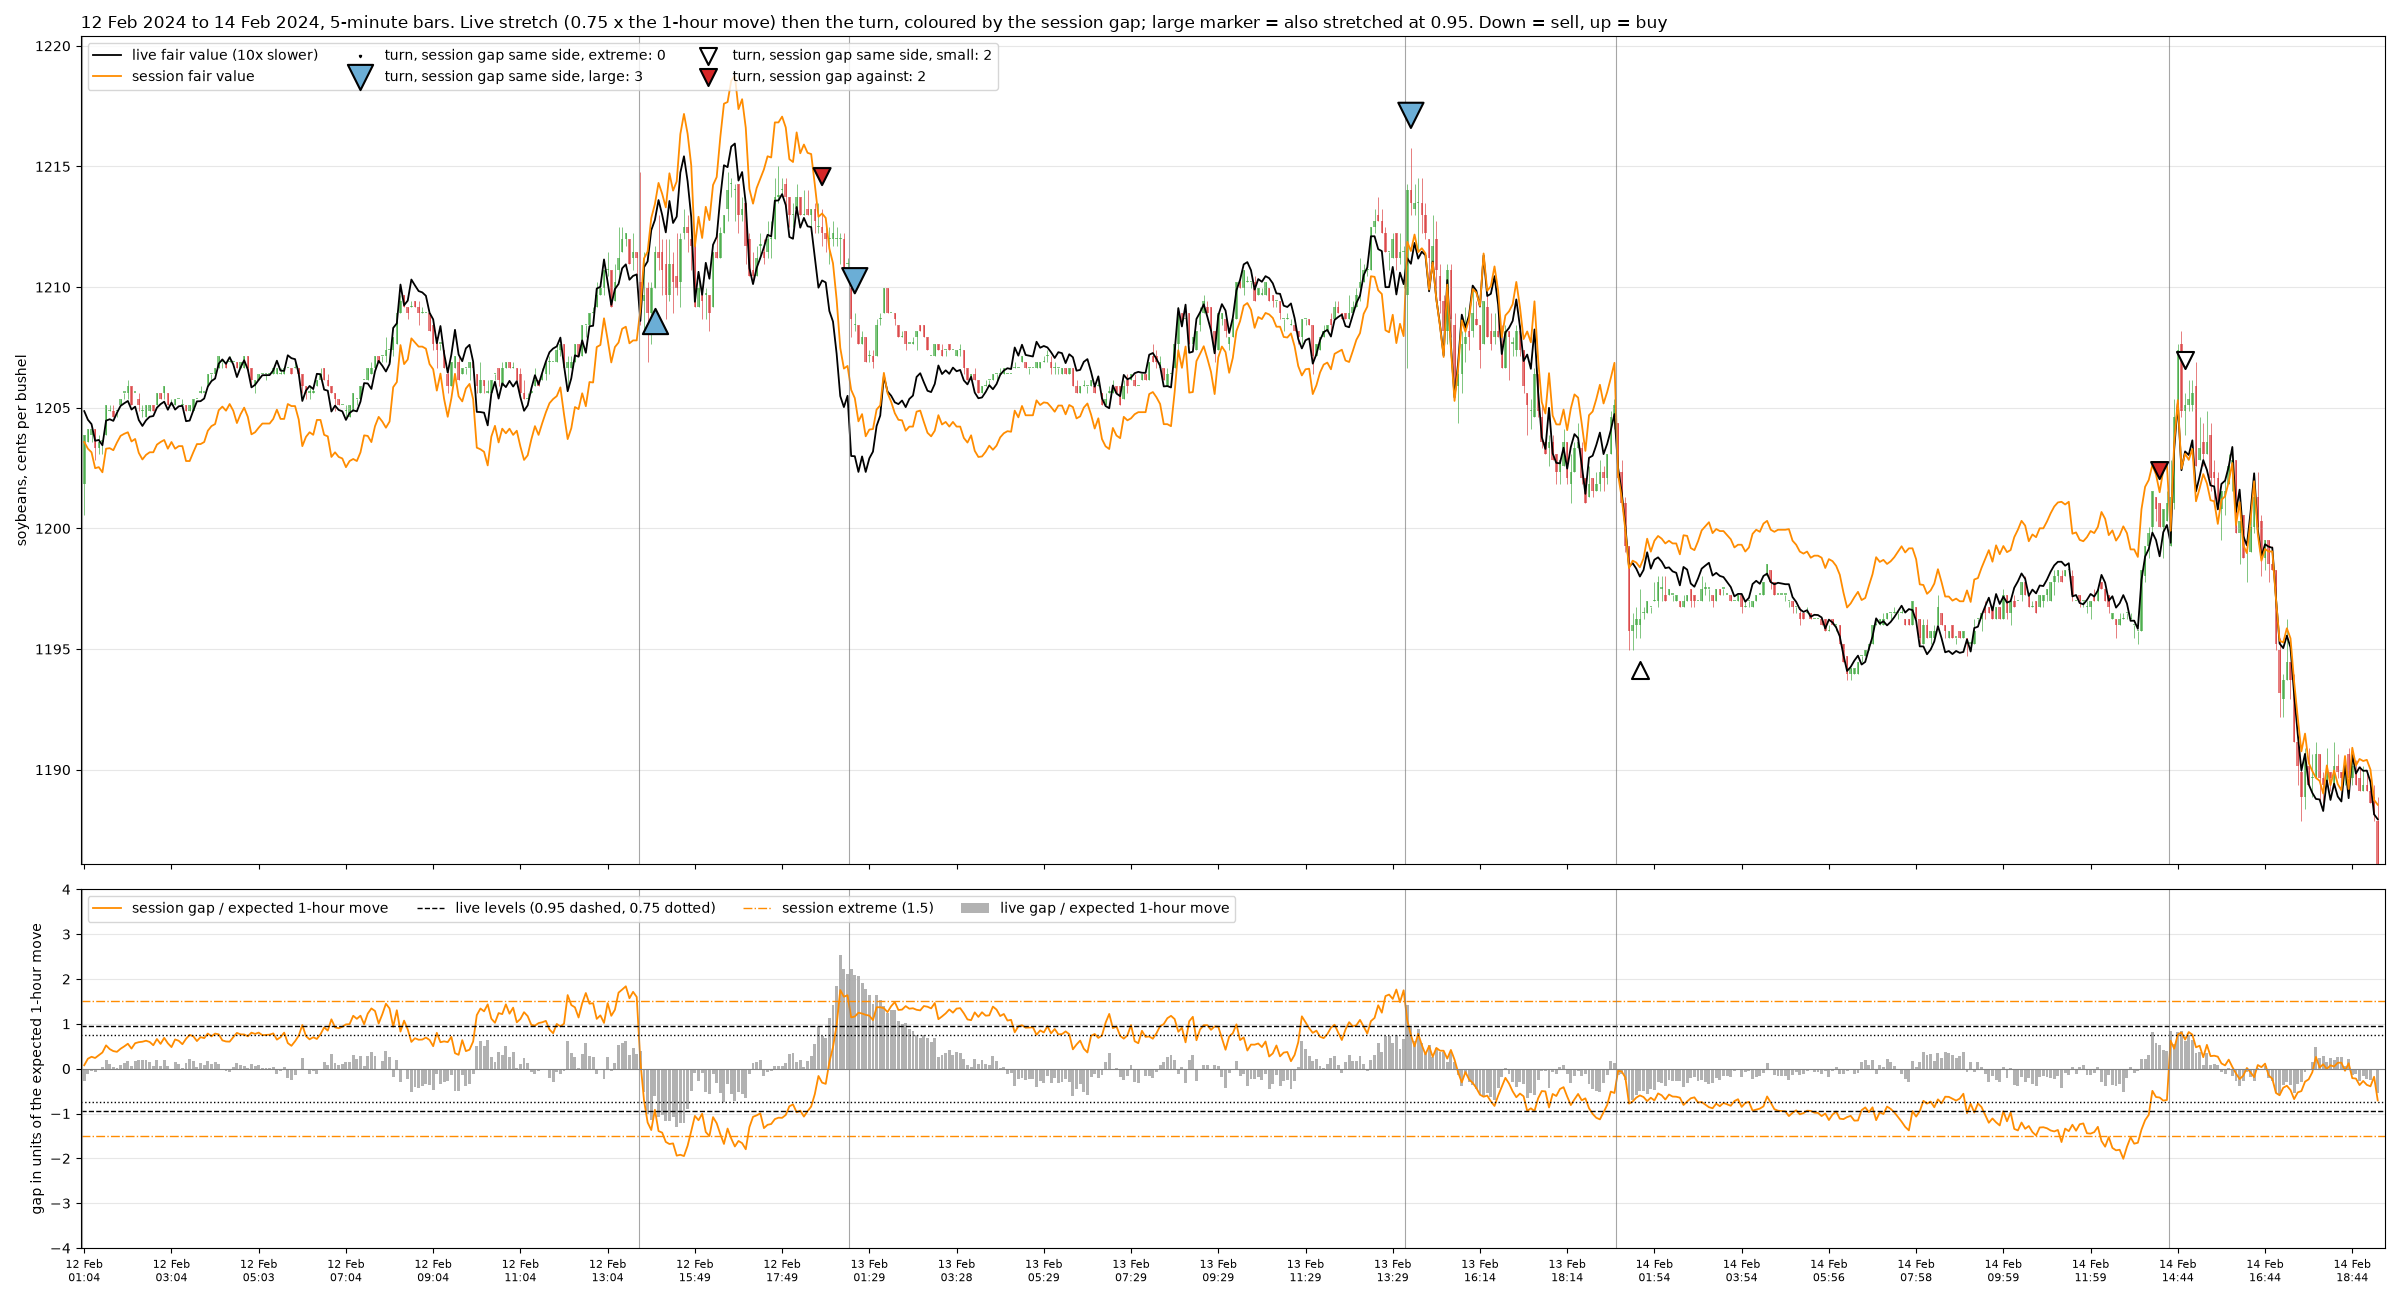 12 Feb 2024 to 14 Feb 2024, 5-minute bars. Live stretch (0.75 x the 1-hour move) then the turn, coloured by the session gap; large marker = also stretched at 0.95. Down = sell, up = buy
live fair value (10x slower)
session fair value
turn, session gap same side, extreme: 0
turn, session gap same side, large: 3
turn, session gap same side, small: 2
turn, session gap against: 2
soybeans, cents per bushel
1220
1215
1210
1205
1200
1195
1190
session gap / expected 1-hour move
live levels (0.95 dashed, 0.75 dotted)
session extreme (1.5)
live gap / expected 1-hour move
gap in units of the expected 1-hour move
4
3
2
1
0
−1
−2
−3
−4
12 Feb
01:04
12 Feb
03:04
12 Feb
05:03
12 Feb
07:04
12 Feb
09:04
12 Feb
11:04
12 Feb
13:04
12 Feb
15:49
12 Feb
17:49
13 Feb
01:29
13 Feb
03:28
13 Feb
05:29
13 Feb
07:29
13 Feb
09:29
13 Feb
11:29
13 Feb
13:29
13 Feb
16:14
13 Feb
18:14
14 Feb
01:54
14 Feb
03:54
14 Feb
05:56
14 Feb
07:58
14 Feb
09:59
14 Feb
11:59
14 Feb
14:44
14 Feb
16:44
14 Feb
18:44